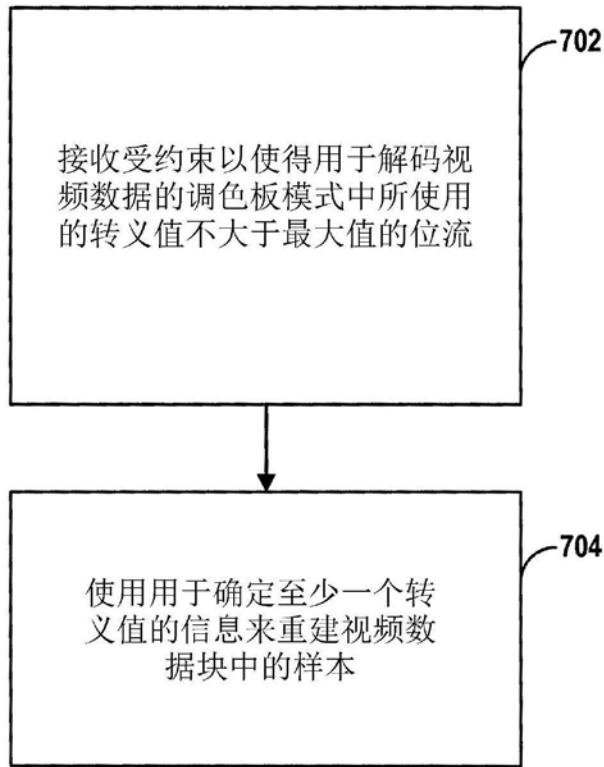 702
接收受约束以使得用于解码视
频数据的调色板模式中所使用
的转义值不大于最大值的位流
704
使用用于确定至少一个转
义值的信息来重建视频数
据块中的样本